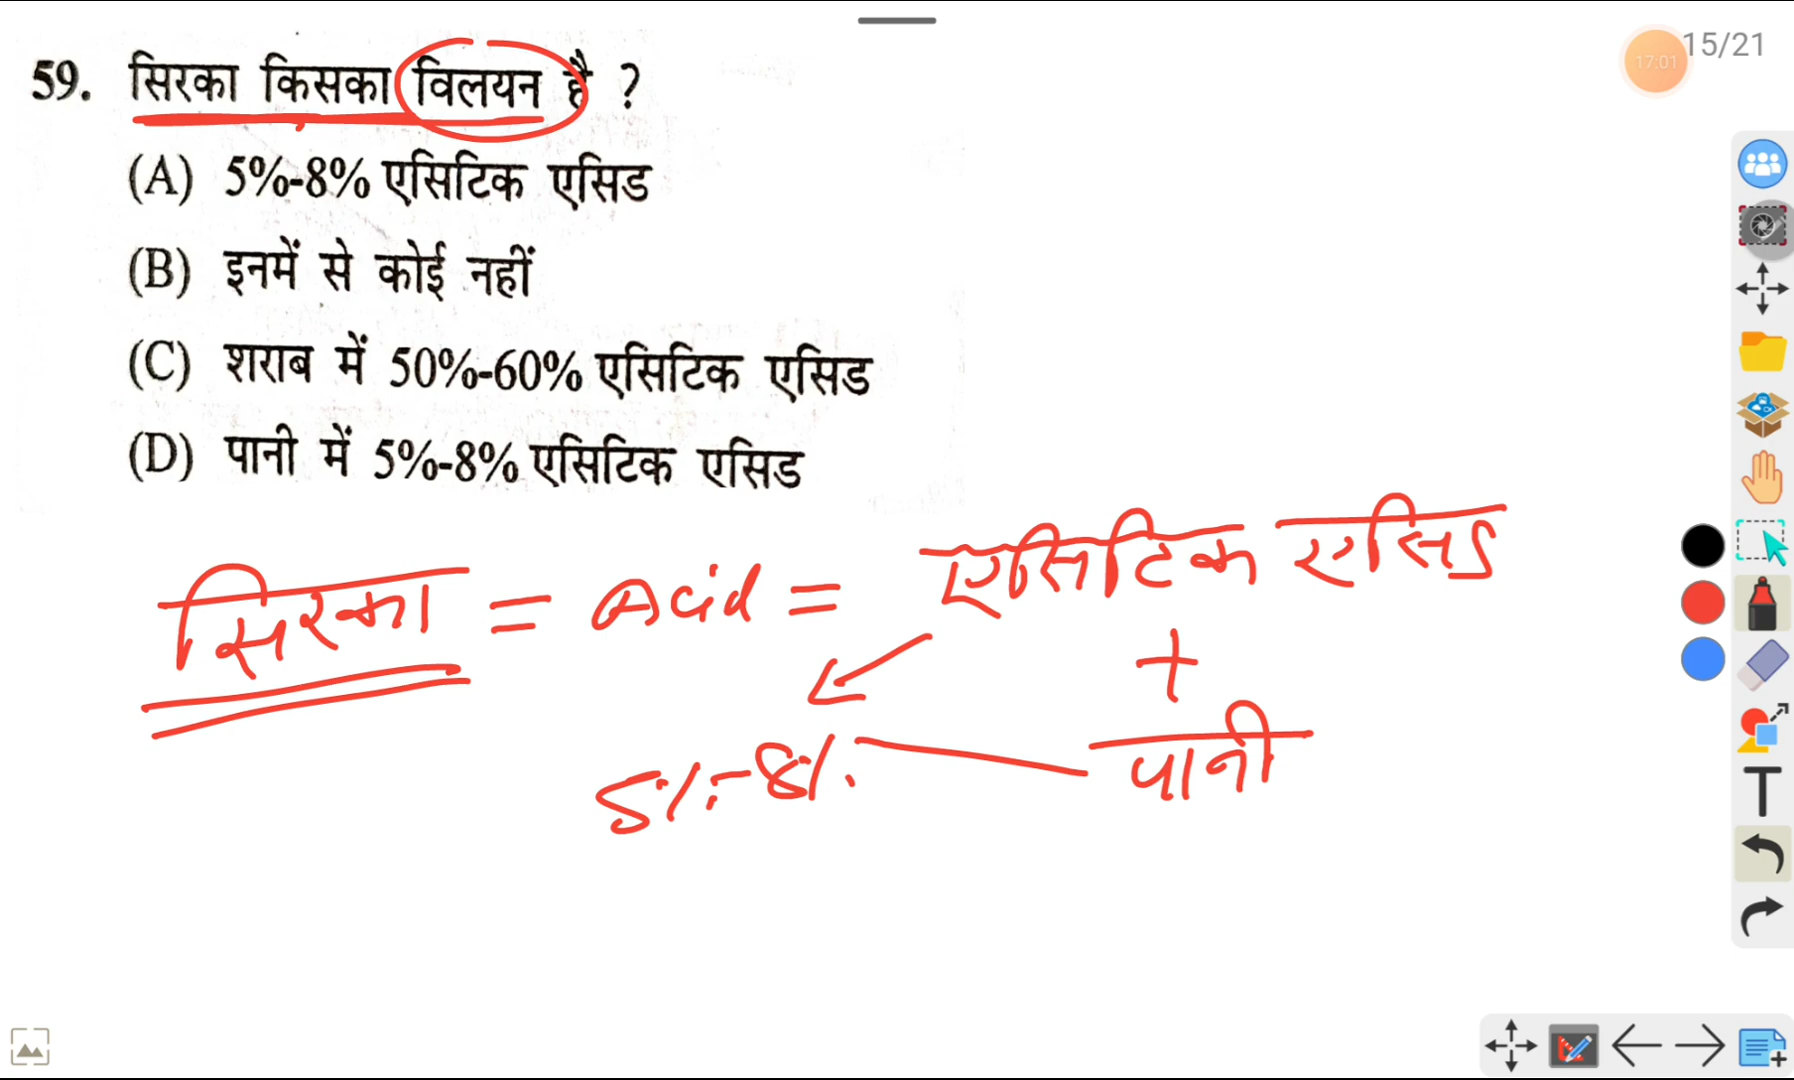 59. सिरका किसका विलयन है ?
(A) 5%-8% एसिटिक एसिड
(B) इनमें से कोई नहीं
(C) शराब में 50%-60% एसिटिक एसिड
(D) पानी में 5%-8% एसिटिक एसिड
सिरका = Acid = एसिटिक एसिड
+
5%-8% पानी
15/21
17:01
T